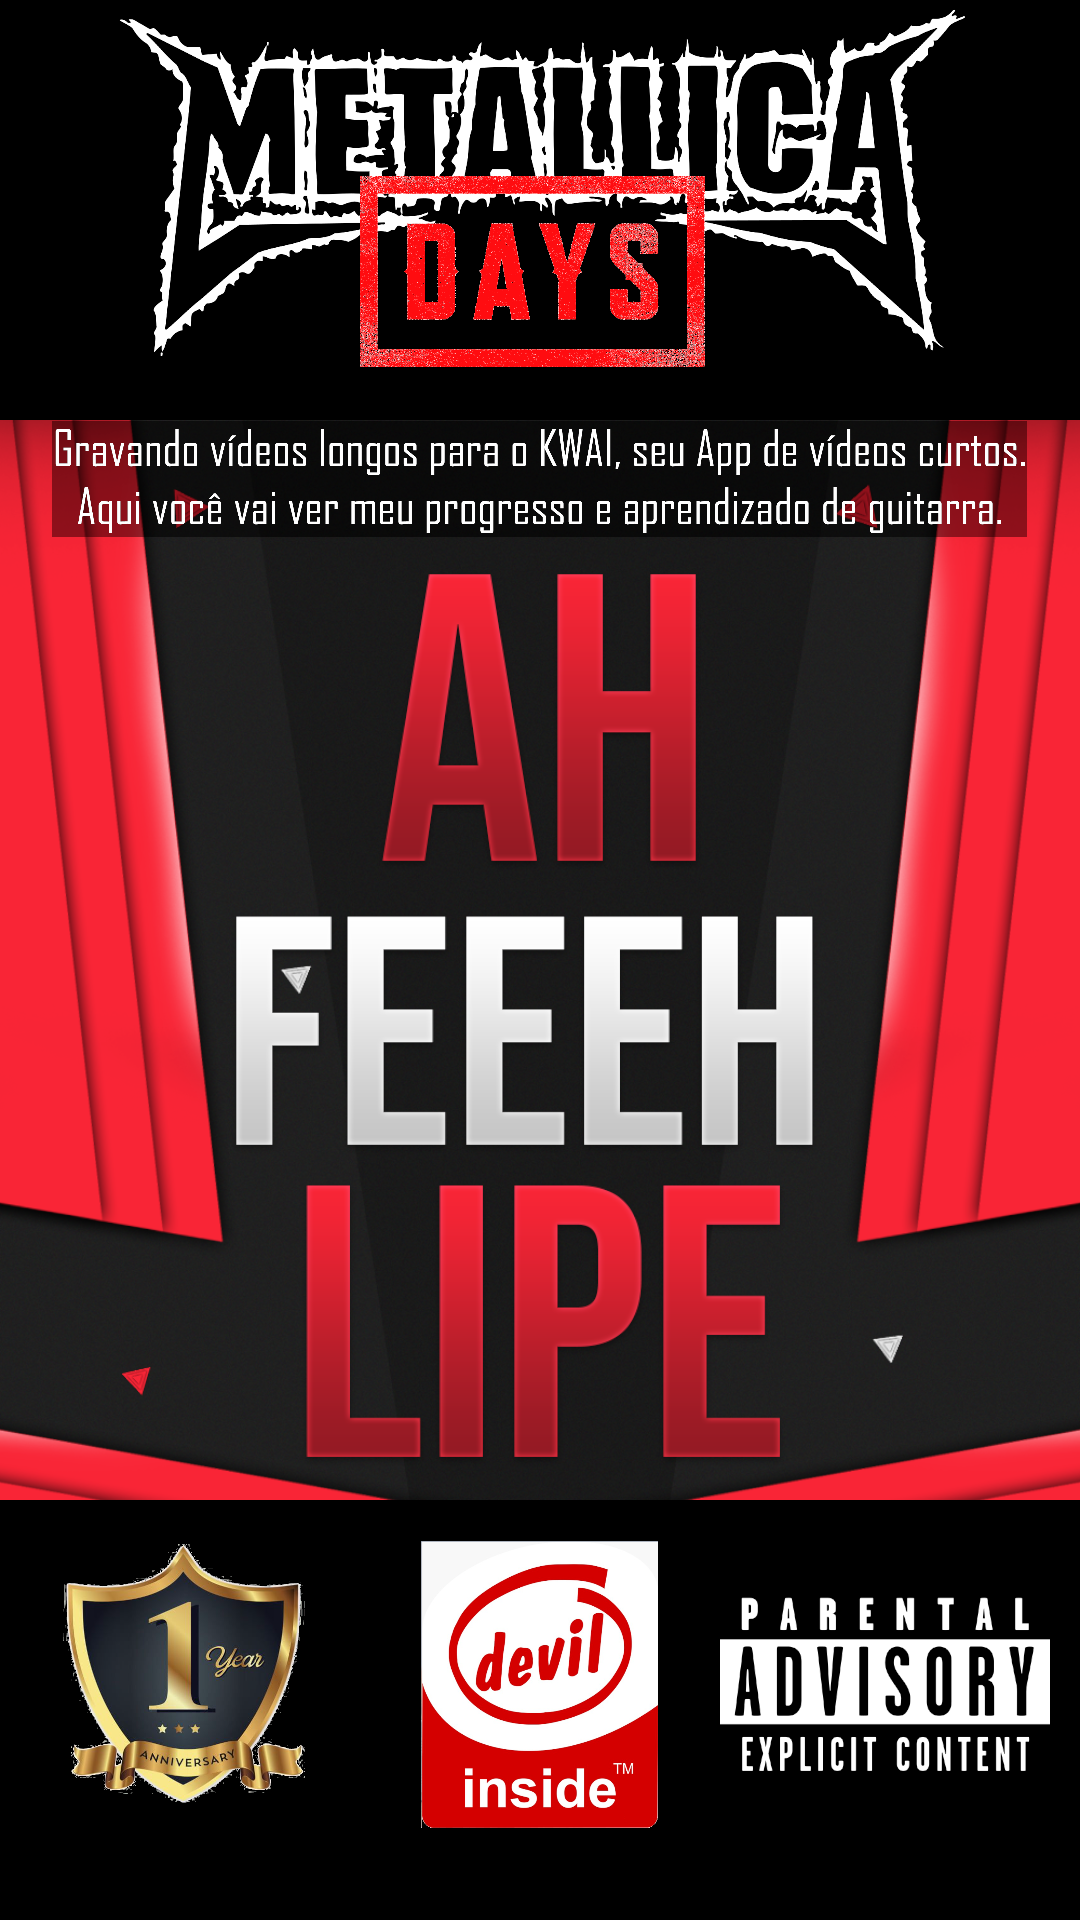 METALLICA
DAYS
Gravando vídeos longos para o KWAI, seu App de vídeos curtos.
Aqui você vai ver meu progresso e aprendizado de guitarra.
AH
FEEEH
LIPE
1 Year
ANNIVERSARY
devil
inside™
PARENTAL
ADVISORY
EXPLICIT CONTENT